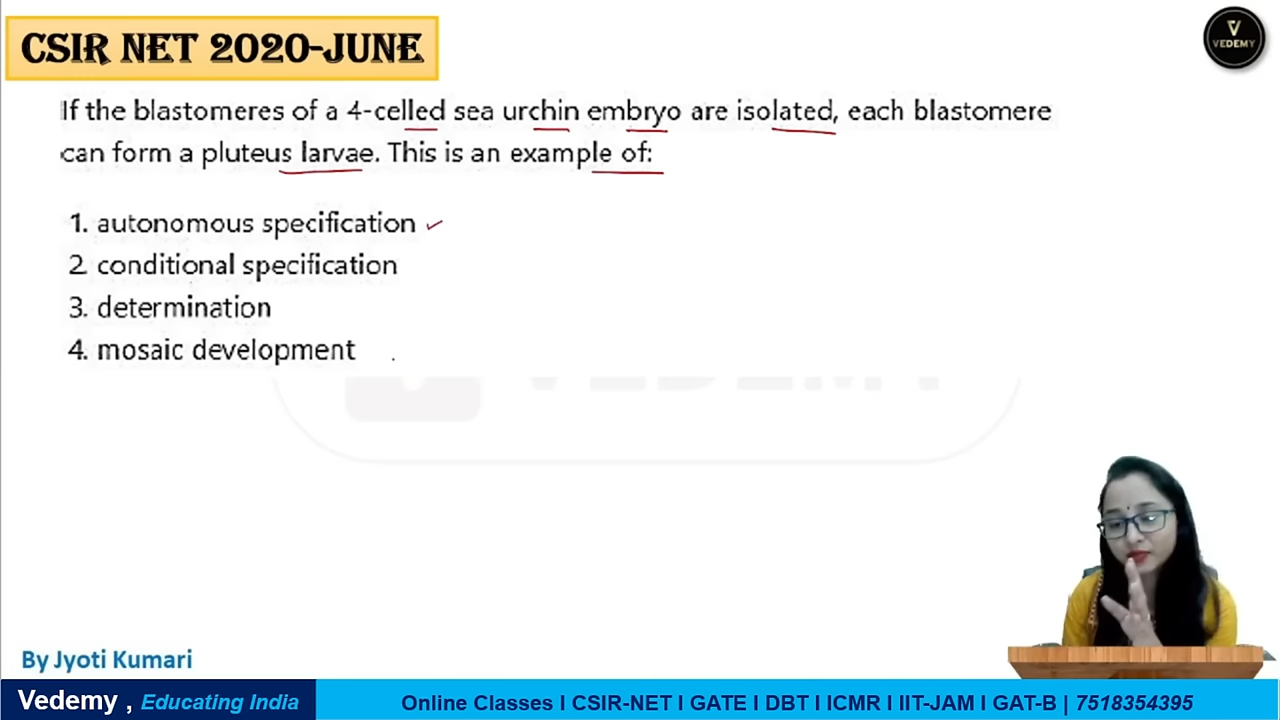 CSIR NET 2020-JUNE
V
VEDEMY
If the blastomeres of a 4-celled sea urchin embryo are isolated, each blastomere
can form a pluteus larvae. This is an example of:
1. autonomous specification
2. conditional specification
3. determination
4. mosaic development
VEDEMY
By Jyoti Kumari
Vedemy , Educating India
Online Classes I CSIR-NET I GATE I DBT I ICMR I IIT-JAM I GAT-B | 7518354395